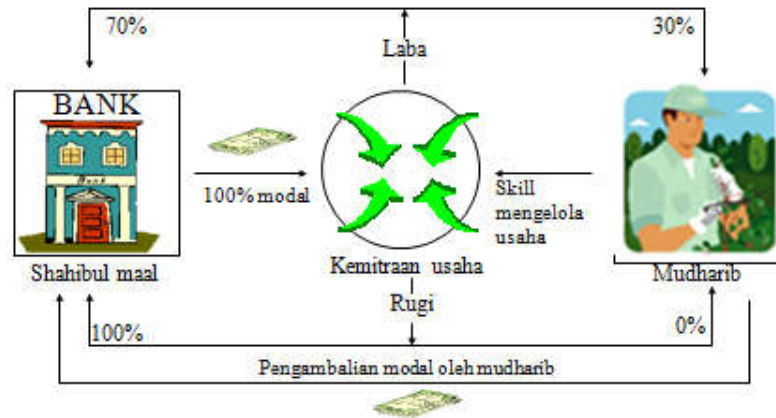 70%
30%
Laba
BANK
Bank
100% modal
Skill
mengelola
usaha
Shahibul maal
Kemitraan usaha
Mudharib
Rugi
100%
0%
Pengambalian modal oleh mudharib